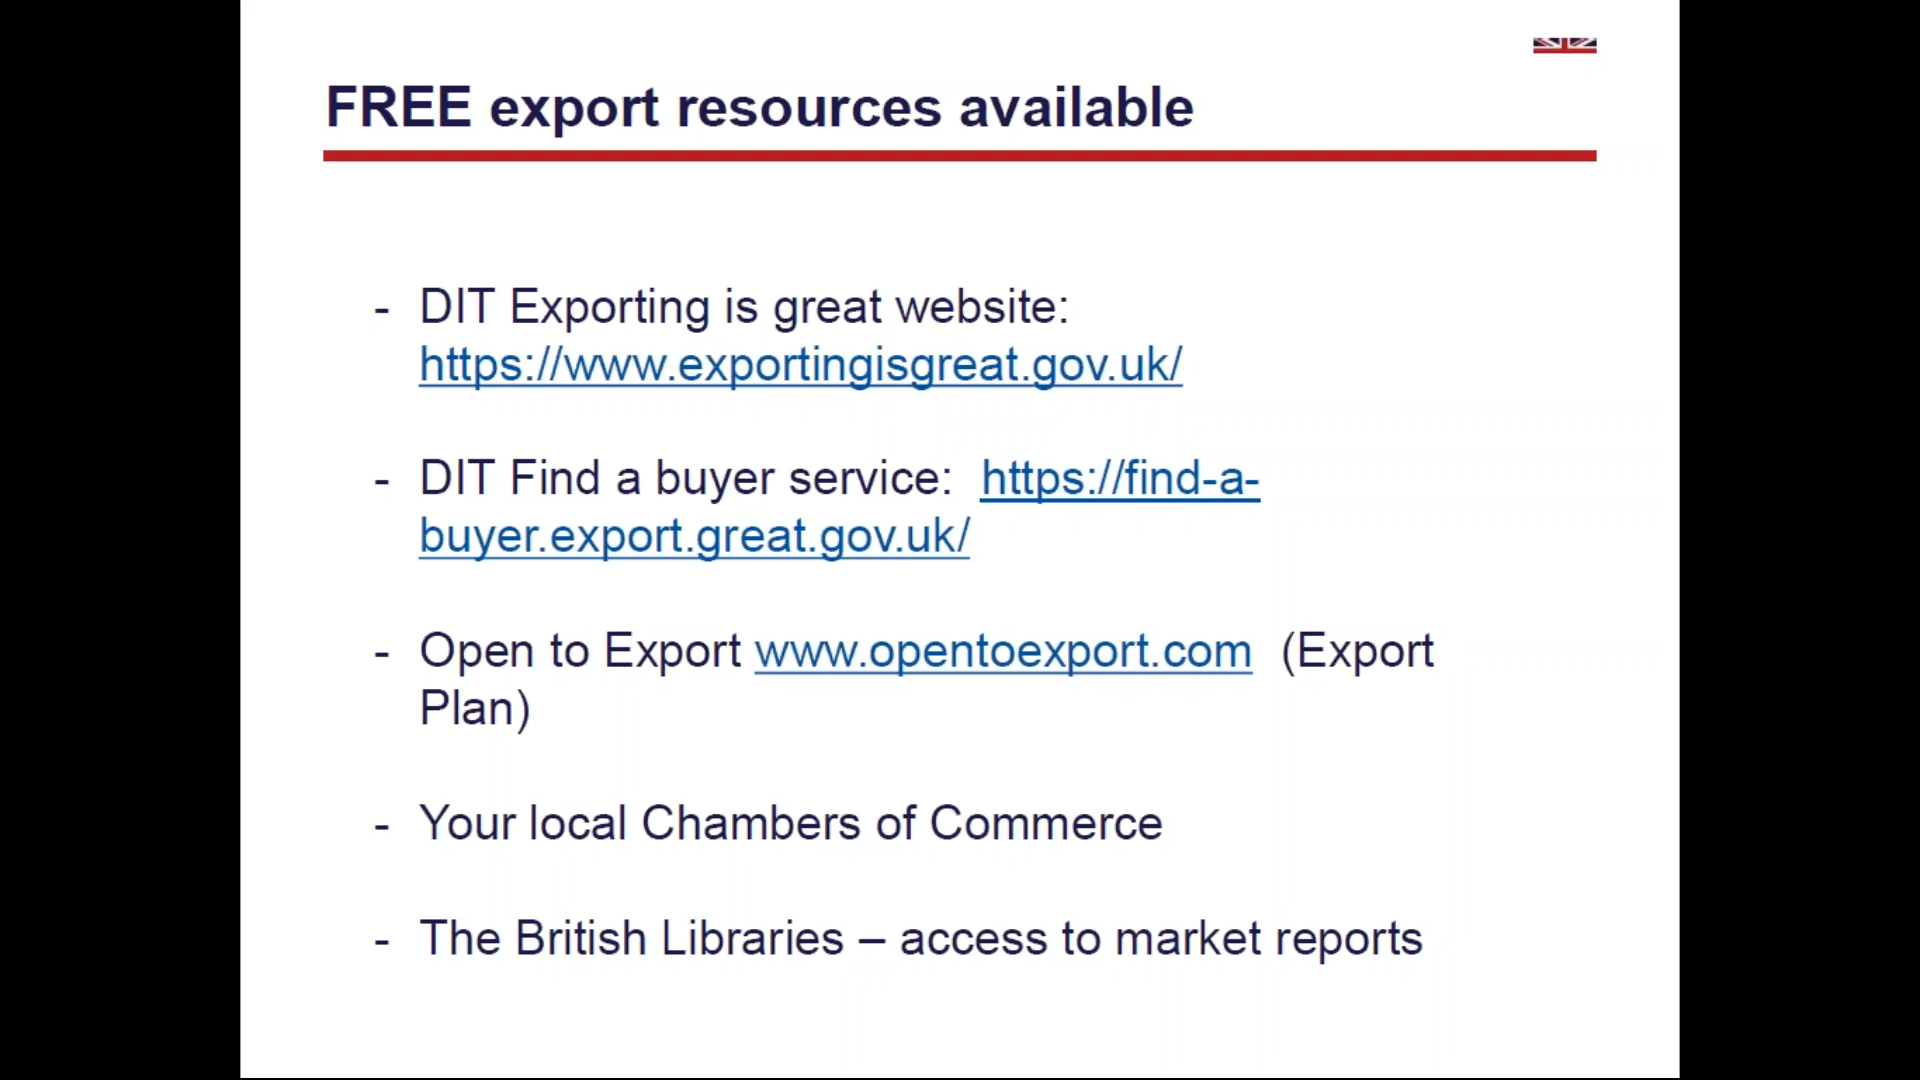 FREE export resources available
- DIT Exporting is great website:
https://www.exportingisgreat.gov.uk/
- DIT Find a buyer service:  https://find-a-
buyer.export.great.gov.uk/
- Open to Export www.opentoexport.com  (Export
Plan)
- Your local Chambers of Commerce
- The British Libraries – access to market reports